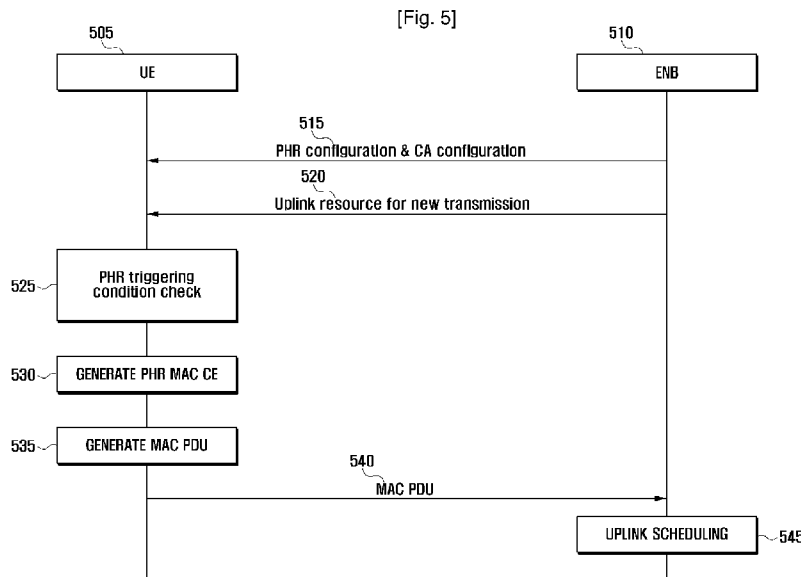 [Fig. 5]
505
510
UE
ENB
515
PHR configuration & CA configuration
520
Uplink resource for new transmission
525
PHR triggering
condition check
530
GENERATE PHR MAC CE
535
GENERATE MAC PDU
540
MAC PDU
UPLINK SCHEDULING
545